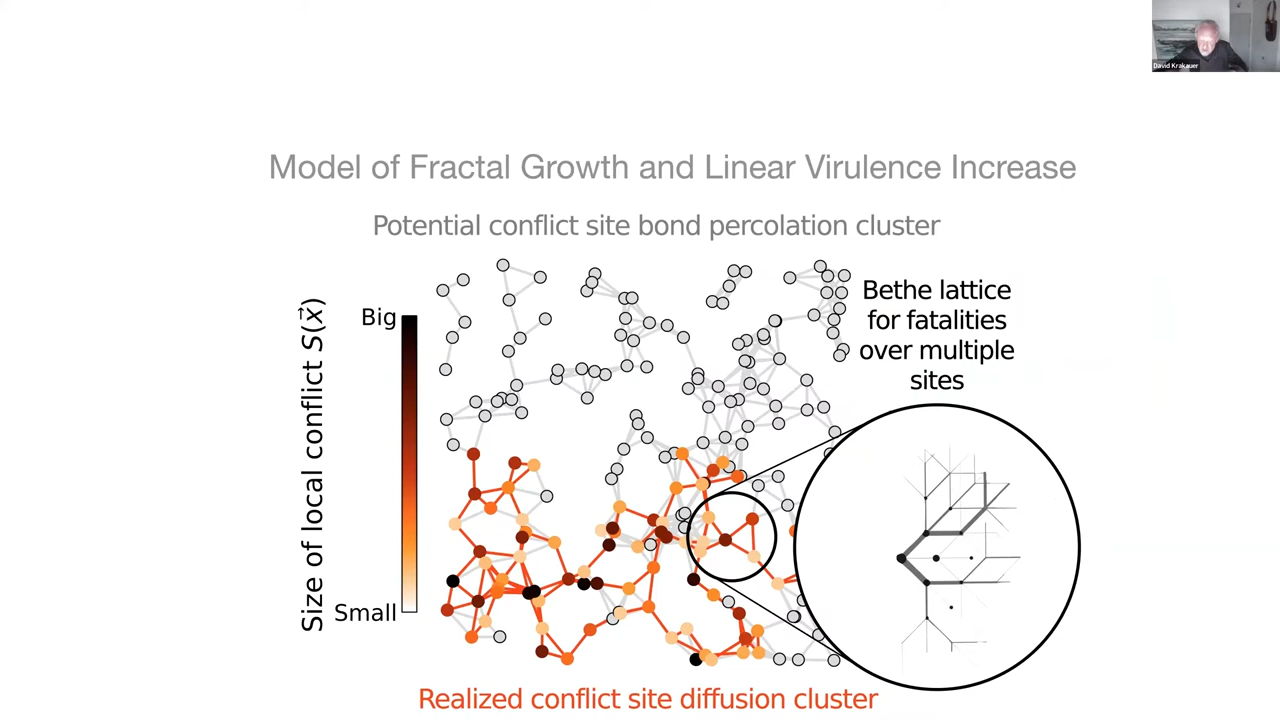 David Krakauer
Model of Fractal Growth and Linear Virulence Increase
Potential conflict site bond percolation cluster
Bethe lattice
for fatalities
over multiple
sites
Size of local conflict S(x⃗)
Big
Small
Realized conflict site diffusion cluster